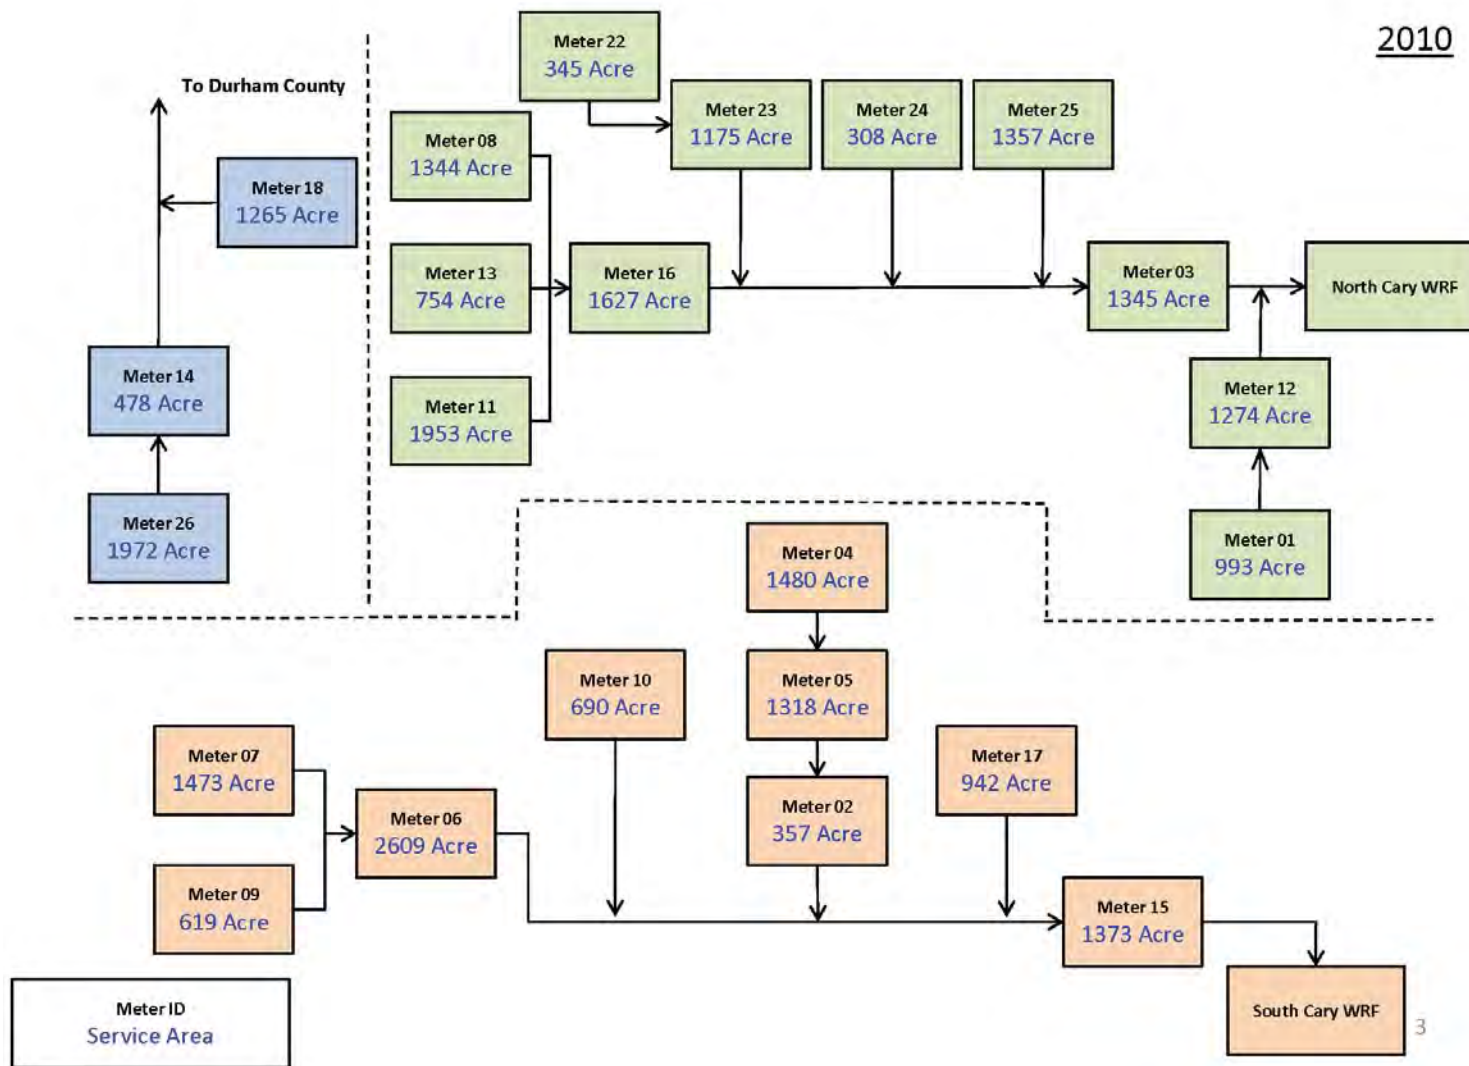 2010
To Durham County
Meter 18
1265 Acre
Meter 14
478 Acre
Meter 26
1972 Acre
Meter 22
345 Acre
Meter 23
1175 Acre
Meter 24
308 Acre
Meter 25
1357 Acre
Meter 08
1344 Acre
Meter 13
754 Acre
Meter 11
1953 Acre
Meter 16
1627 Acre
Meter 03
1345 Acre
North Cary WRF
Meter 12
1274 Acre
Meter 01
993 Acre
Meter 04
1480 Acre
Meter 05
1318 Acre
Meter 02
357 Acre
Meter 10
690 Acre
Meter 17
942 Acre
Meter 07
1473 Acre
Meter 09
619 Acre
Meter 06
2609 Acre
Meter 15
1373 Acre
South Cary WRF
Meter ID
Service Area
3